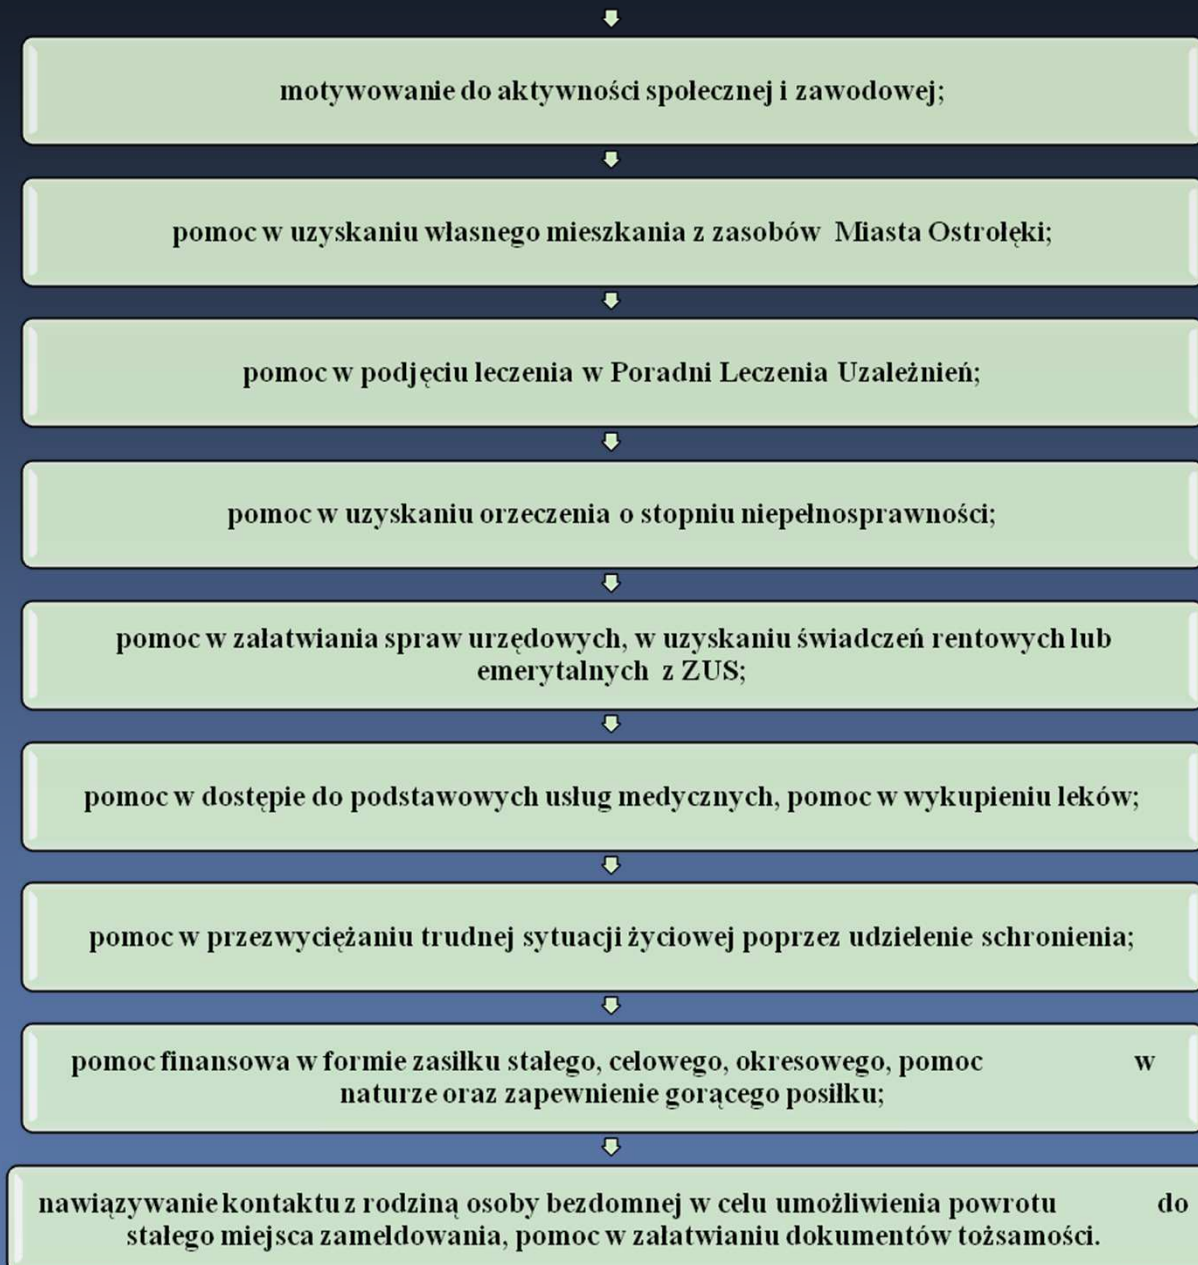 motywowanie do aktywności społecznej i zawodowej;
pomoc w uzyskaniu własnego mieszkania z zasobów Miasta Ostrołęki;
pomoc w podjęciu leczenia w Poradni Leczenia Uzależnień;
pomoc w uzyskaniu orzeczenia o stopniu niepełnosprawności;
pomoc w załatwiania spraw urzędowych, w uzyskaniu świadczeń rentowych lub
emerytalnych z ZUS;
pomoc w dostępie do podstawowych usług medycznych, pomoc w wykupieniu leków;
pomoc w przezwyciężaniu trudnej sytuacji życiowej poprzez udzielenie schronienia;
pomoc finansowa w formie zasiłku stałego, celowego, okresowego, pomoc w
naturze oraz zapewnienie gorącego posiłku;
nawiązywanie kontaktu z rodziną osoby bezdomnej w celu umożliwienia powrotu do
stałego miejsca zameldowania, pomoc w załatwianiu dokumentów tożsamości.